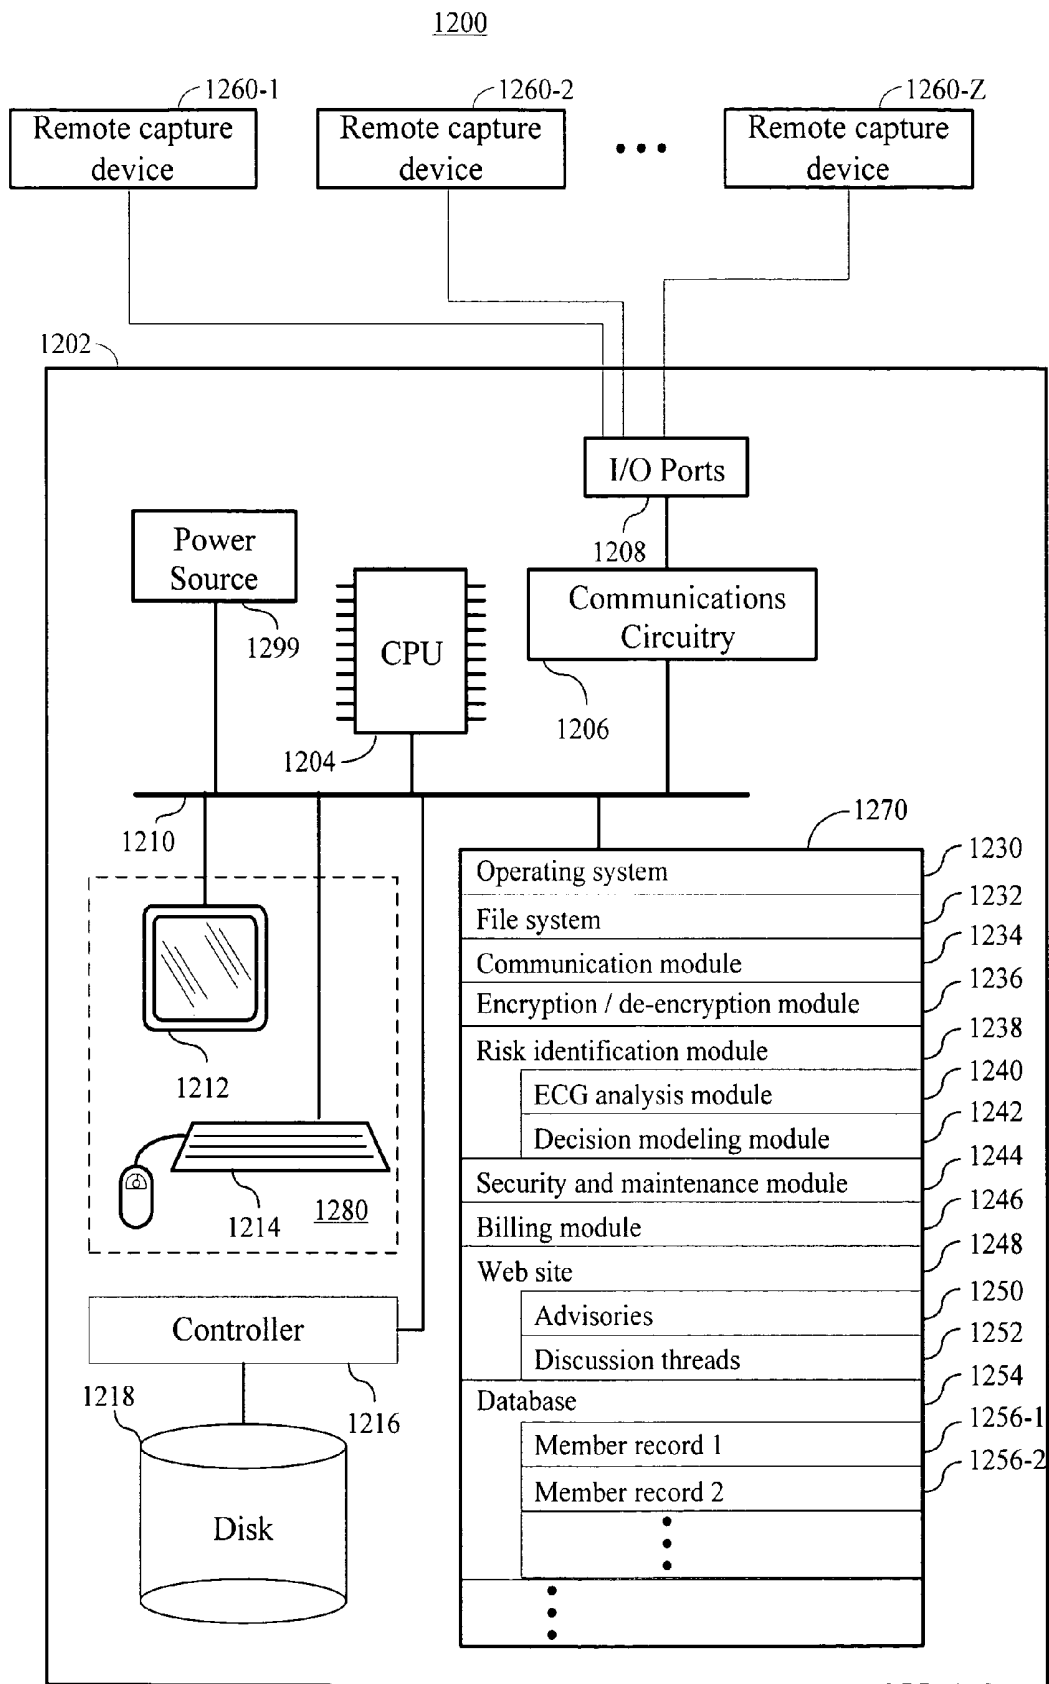 1200
1260-1
1260-2
1260-Z
Remote capture
device
Remote capture
device
Remote capture
device
1202
I/O Ports
1208
Power
Source
1299
CPU
1204
Communications
Circuitry
1206
1210
1270
Operating system
1230
File system
1232
Communication module
1234
Encryption / de-encryption module
1236
Risk identification module
1238
ECG analysis module
1240
Decision modeling module
1242
Security and maintenance module
1244
Billing module
1246
Web site
1248
Advisories
1250
Discussion threads
1252
Database
1254
Member record 1
1256-1
Member record 2
1256-2
1212
1214
1280
Controller
1216
1218
Disk